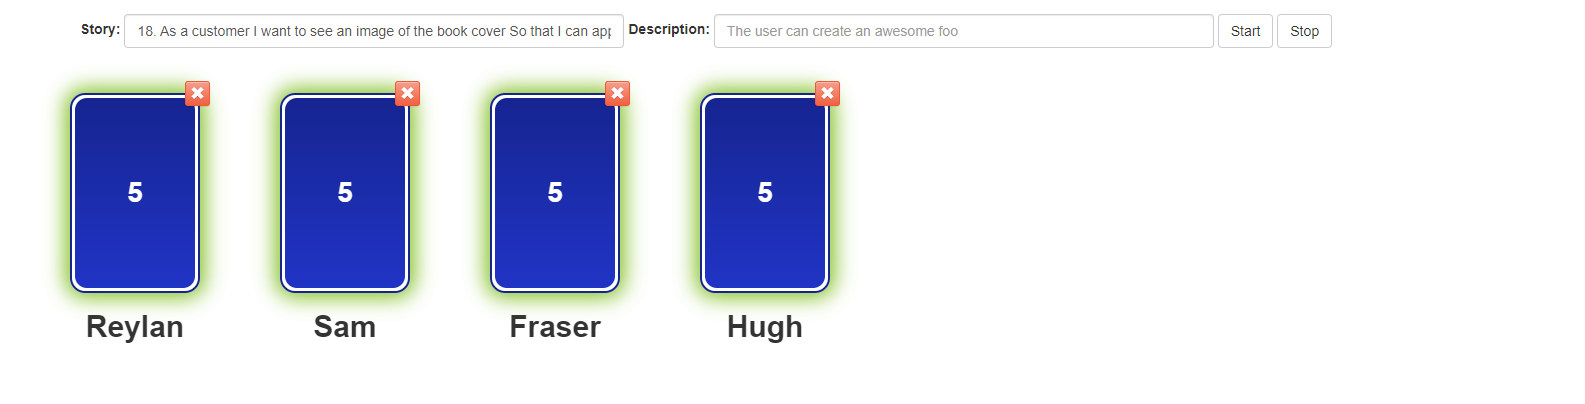 Story: 18. As a customer I want to see an image of the book cover So that I can Description: The user can create an awesome foo Start Stop
5 5 5 5
Reylan Sam Fraser Hugh